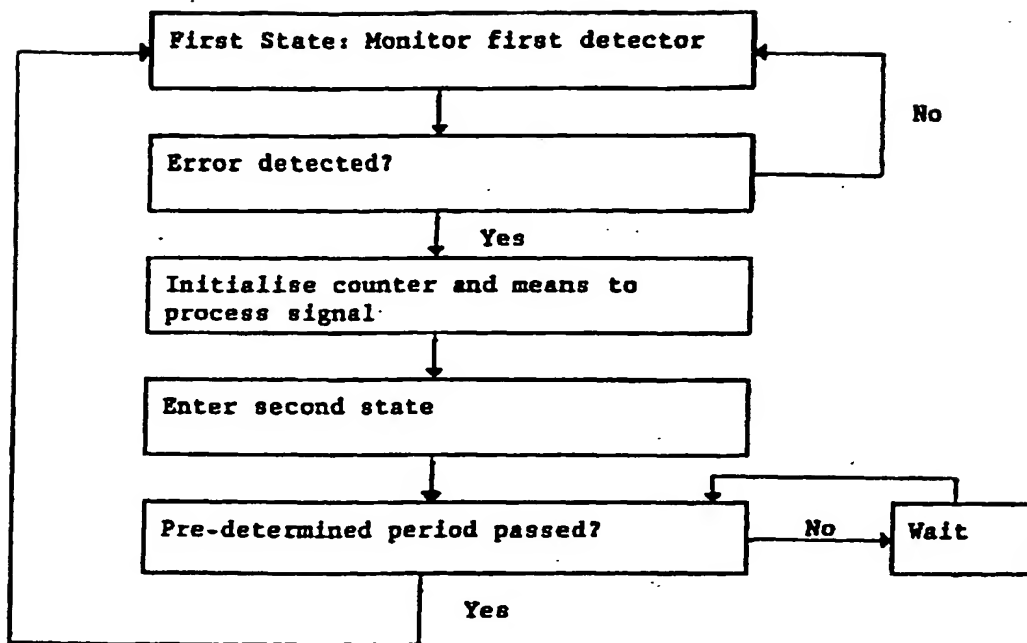 First State: Monitor first detector
No
Error detected?
Yes
Initialise counter and means to
process signal
Enter second state
Pre-determined period passed?
No
Wait
Yes